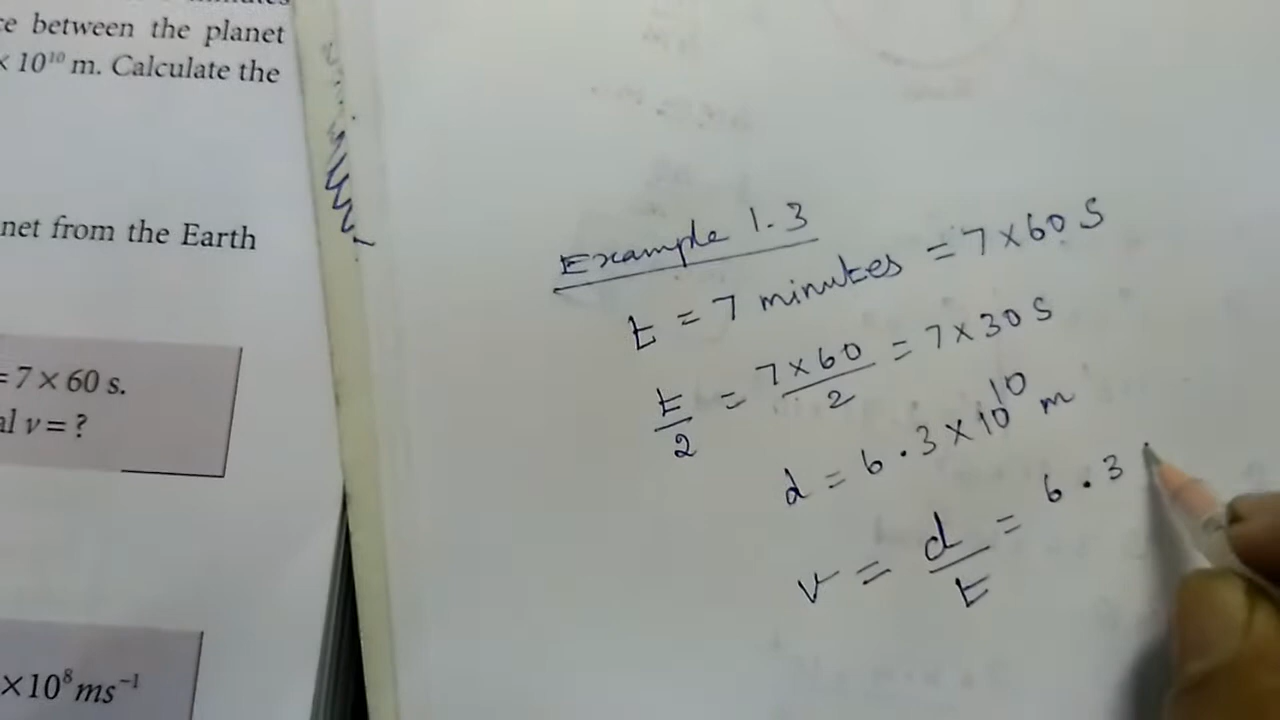 ce between the planet
× 10¹⁰ m. Calculate the
net from the Earth
= 7 × 60 s.
al v = ?
×10⁸ ms⁻¹
Example 1.3
t = 7 minutes = 7×60 S
t/2 = 7×60/2 = 7×30 S
d = 6.3×10¹⁰ m
v = d/t = 6.3